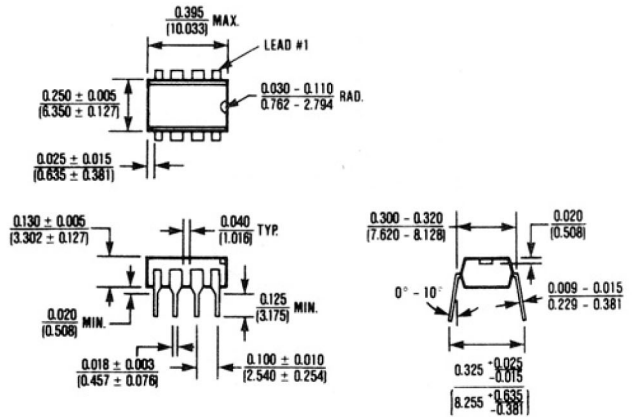 0.395
(10.033)
MAX.
LEAD #1
0.250 ± 0.005
(6.350 ± 0.127)
0.030 - 0.110
0.762 - 2.794
RAD.
0.025 ± 0.015
(0.635 ± 0.381)
0.130 ± 0.005
(3.302 ± 0.127)
0.040
(1.016)
TYP.
0.300 - 0.320
(7.620 - 8.128)
0.020
(0.508)
0.020
(0.508)
MIN.
0.125
(3.175)
MIN.
0° - 10°
0.009 - 0.015
0.229 - 0.381
0.018 ± 0.003
(0.457 ± 0.076)
0.100 ± 0.010
(2.540 ± 0.254)
0.325 +0.025
-0.015
(8.255 +0.635
-0.381)